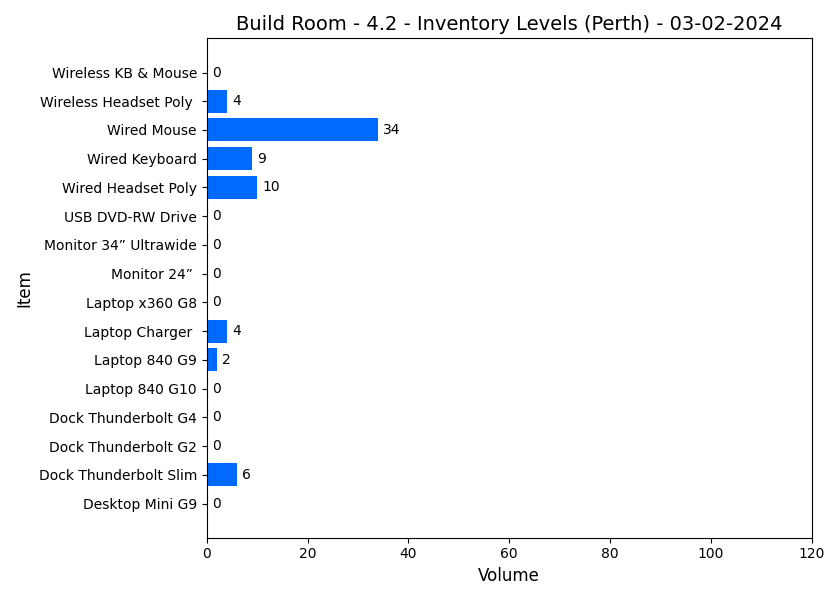 Build Room - 4.2 - Inventory Levels (Perth) - 03-02-2024
Wireless KB & Mouse 0
Wireless Headset Poly 4
Wired Mouse 34
Wired Keyboard 9
Wired Headset Poly 10
USB DVD-RW Drive 0
Monitor 34” Ultrawide 0
Monitor 24” 0
Laptop x360 G8 0
Laptop Charger 4
Laptop 840 G9 2
Laptop 840 G10 0
Dock Thunderbolt G4 0
Dock Thunderbolt G2 0
Dock Thunderbolt Slim 6
Desktop Mini G9 0
Item
0 20 40 60 80 100 120
Volume